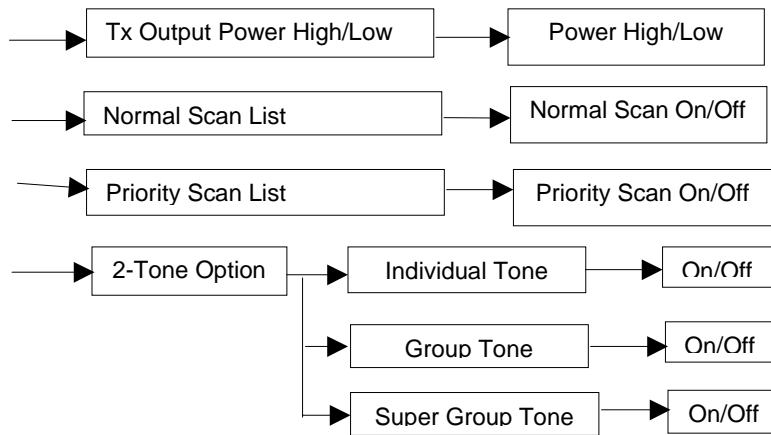 Tx Output Power High/Low
Power High/Low
Normal Scan List
Normal Scan On/Off
Priority Scan List
Priority Scan On/Off
2-Tone Option
Individual Tone
On/Off
Group Tone
On/Off
Super Group Tone
On/Off